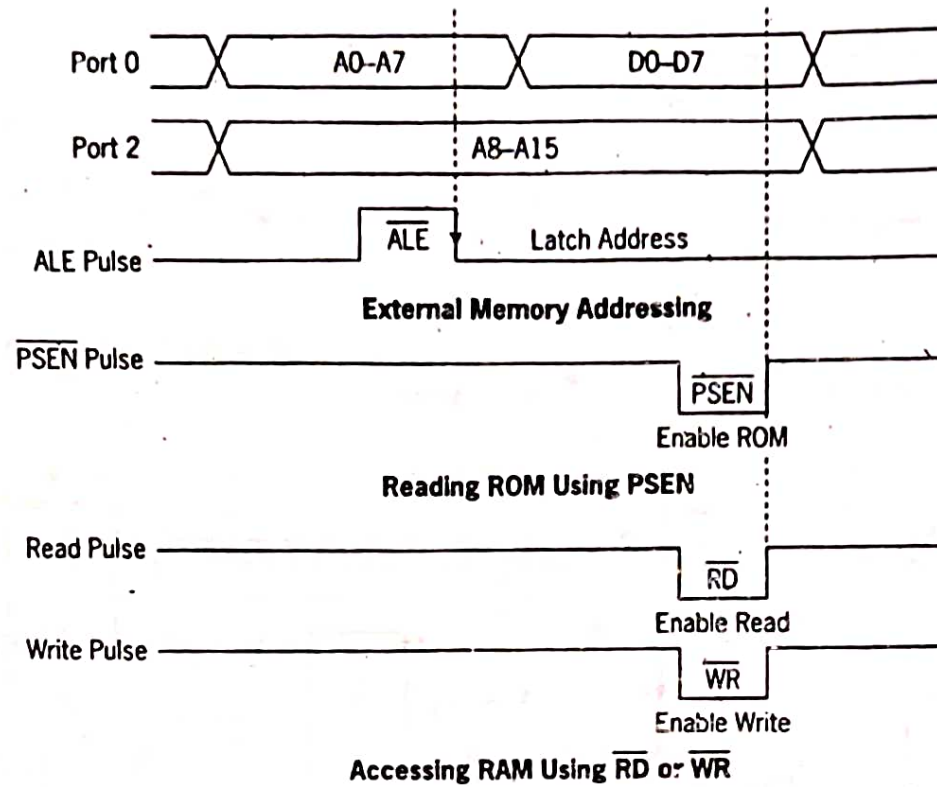 Port 0
A0–A7
D0–D7
Port 2
A8–A15
ALE Pulse
ALE
Latch Address
External Memory Addressing
PSEN Pulse
PSEN
Enable ROM
Reading ROM Using PSEN
Read Pulse
RD
Enable Read
Write Pulse
WR
Enable Write
Accessing RAM Using RD or WR